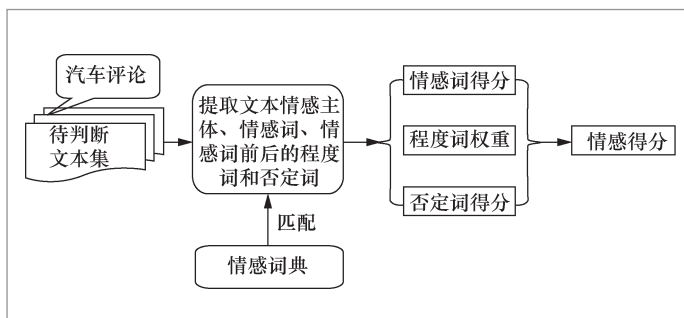 汽车评论
待判断
文本集
提取文本情感主
体、情感词、情
感词前后的程度
词和否定词
匹配
情感词典
情感词得分
程度词权重
否定词得分
情感得分